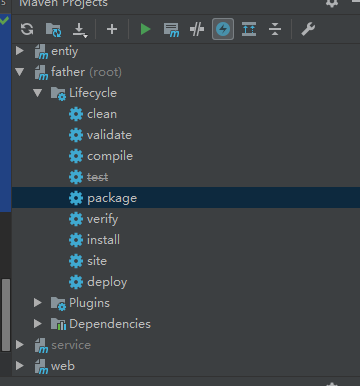 Maven Projects
entiy
father (root)
Lifecycle
clean
validate
compile
test
package
verify
install
site
deploy
Plugins
Dependencies
service
web